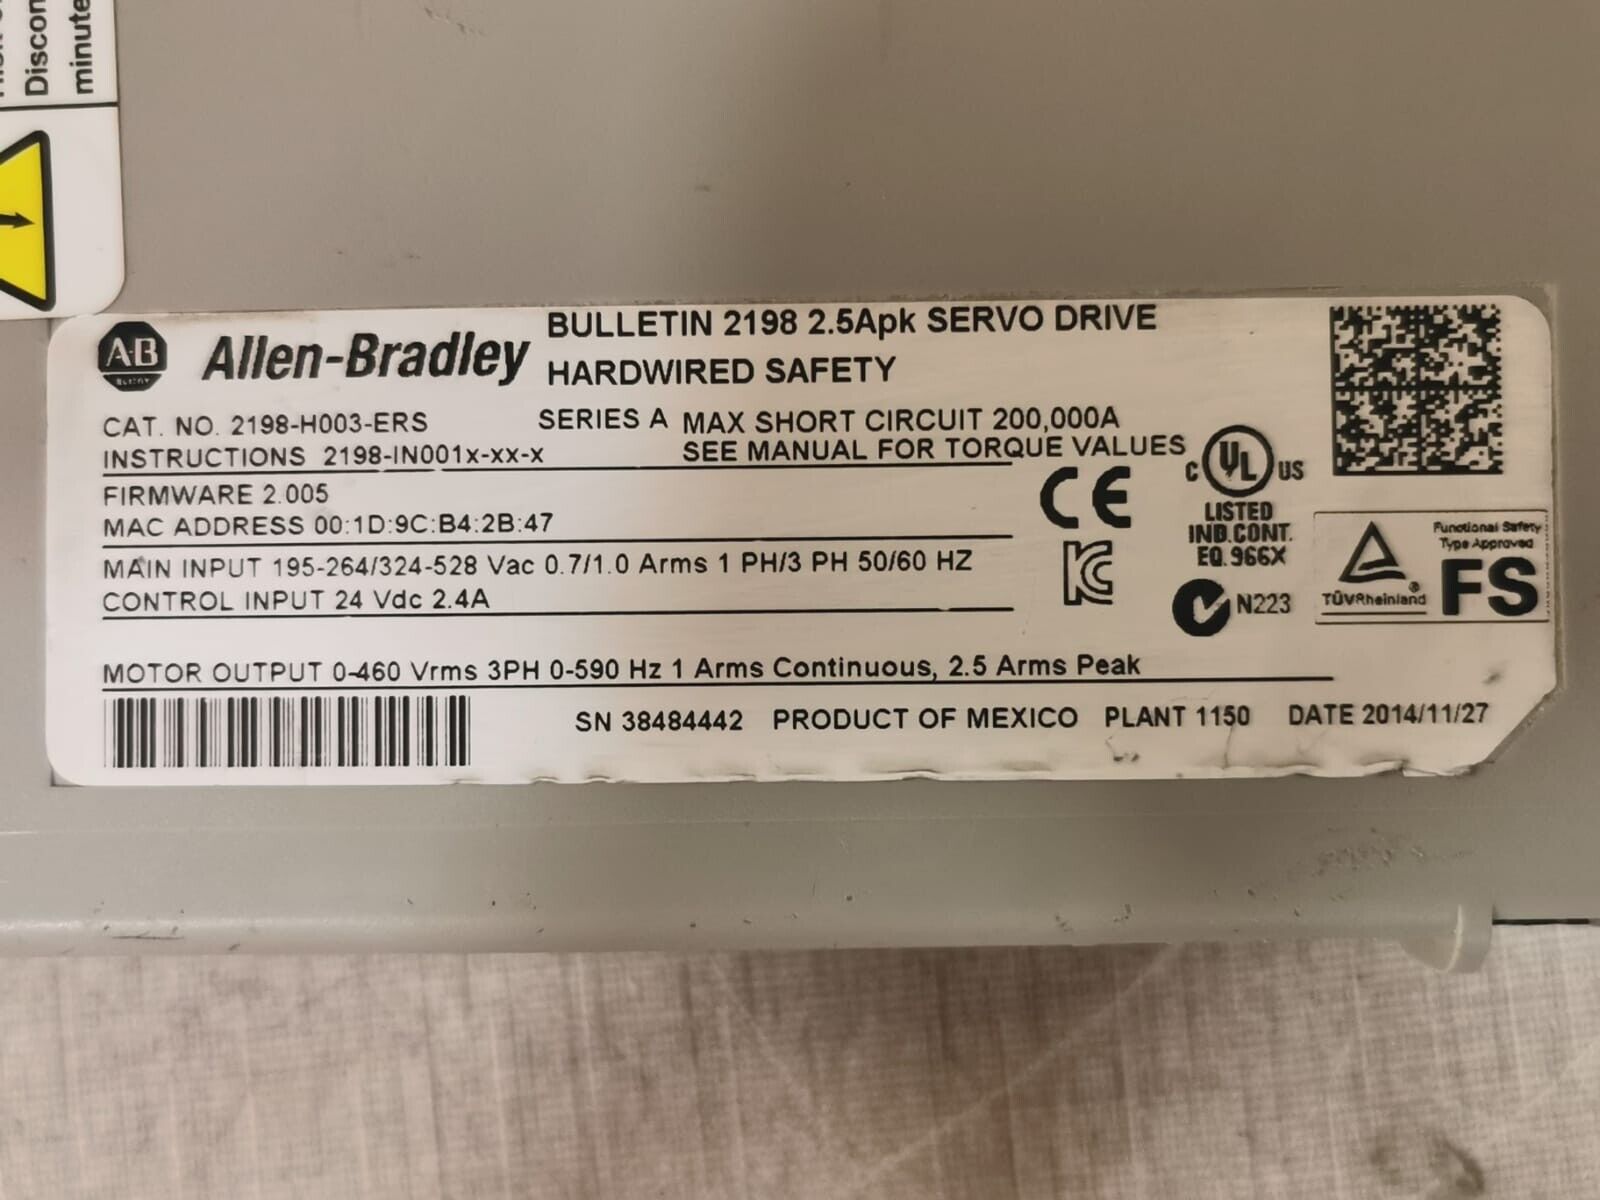 Discon
minute
AB
Allen-Bradley
BULLETIN 2198 2.5Apk SERVO DRIVE
HARDWIRED SAFETY
CAT. NO. 2198-H003-ERS
SERIES A
MAX SHORT CIRCUIT 200,000A
INSTRUCTIONS 2198-IN001x-xx-x
SEE MANUAL FOR TORQUE VALUES
FIRMWARE 2.005
MAC ADDRESS 00:1D:9C:B4:2B:47
MAIN INPUT 195-264/324-528 Vac 0.7/1.0 Arms 1 PH/3 PH 50/60 HZ
CONTROL INPUT 24 Vdc 2.4A
MOTOR OUTPUT 0-460 Vrms 3PH 0-590 Hz 1 Arms Continuous, 2.5 Arms Peak
SN 38484442 PRODUCT OF MEXICO PLANT 1150 DATE 2014/11/27
CE
KC
C UL US
LISTED
IND.CONT.
EQ.966X
N223
TÜVRheinland®
Functional Safety
Type Approved
FS